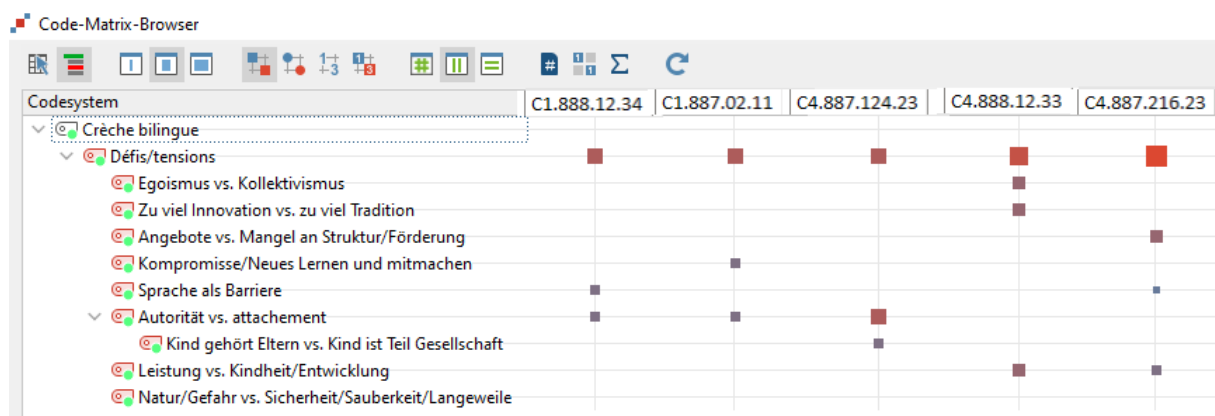 Code-Matrix-Browser
Codesystem C1.888.12.34 C1.887.02.11 C4.887.124.23 C4.888.12.33 C4.887.216.23
Crèche bilingue
Défis/tensions
Egoismus vs. Kollektivismus
Zu viel Innovation vs. zu viel Tradition
Angebote vs. Mangel an Struktur/Förderung
Kompromisse/Neues Lernen und mitmachen
Sprache als Barriere
Autorität vs. attachement
Kind gehört Eltern vs. Kind ist Teil Gesellschaft
Leistung vs. Kindheit/Entwicklung
Natur/Gefahr vs. Sicherheit/Sauberkeit/Langeweile